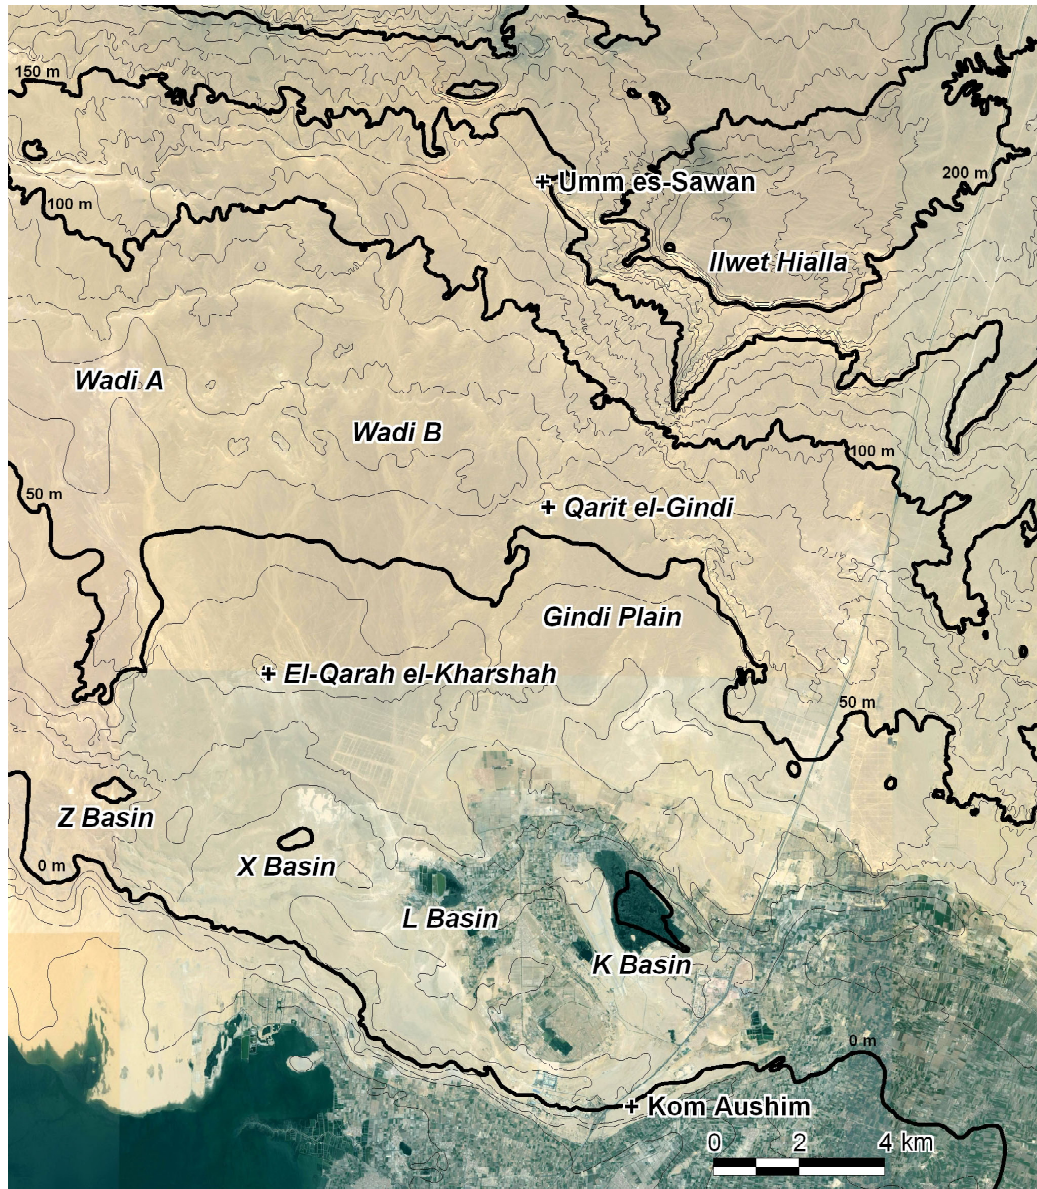 150 m
Umm es-Sawan
200 m
100 m
Ilwet Hialla
Wadi A
Wadi B
100 m
50 m
Qarit el-Gindi
Gindi Plain
El-Qarah el-Kharshah
50 m
Z Basin
0 m
X Basin
L Basin
K Basin
0 m
Kom Aushim
0 2 4 km